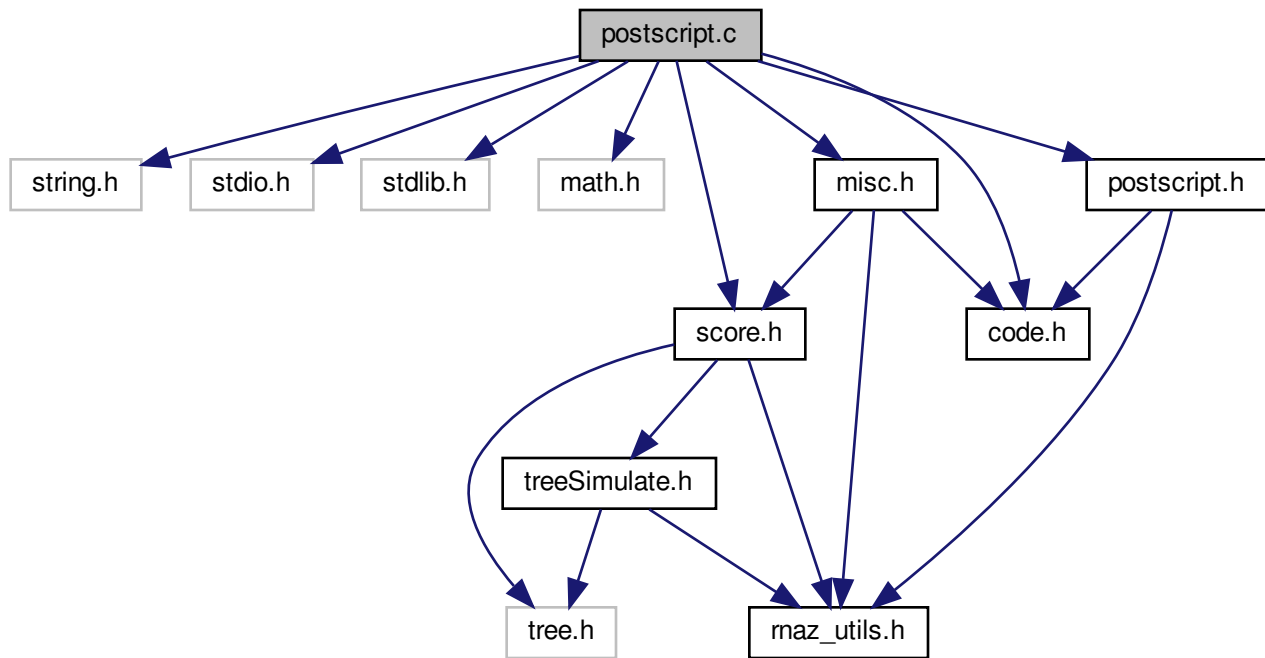 postscript.c
string.h
stdio.h
stdlib.h
math.h
misc.h
postscript.h
score.h
code.h
treeSimulate.h
tree.h
rnaz_utils.h